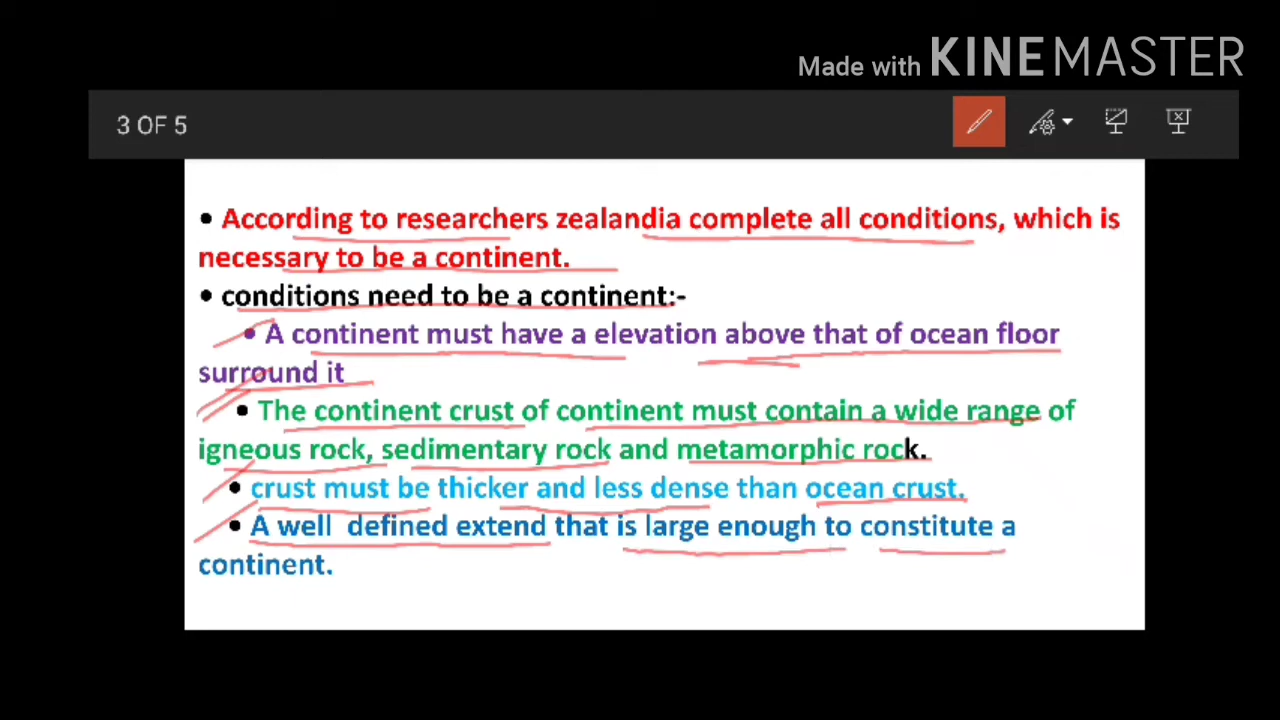 Made with KINEMASTER
3 OF 5
• According to researchers zealandia complete all conditions, which is
necessary to be a continent.
• conditions need to be a continent:-
• A continent must have a elevation above that of ocean floor
surround it
• The continent crust of continent must contain a wide range of
igneous rock, sedimentary rock and metamorphic rock.
• crust must be thicker and less dense than ocean crust.
• A well defined extend that is large enough to constitute a
continent.